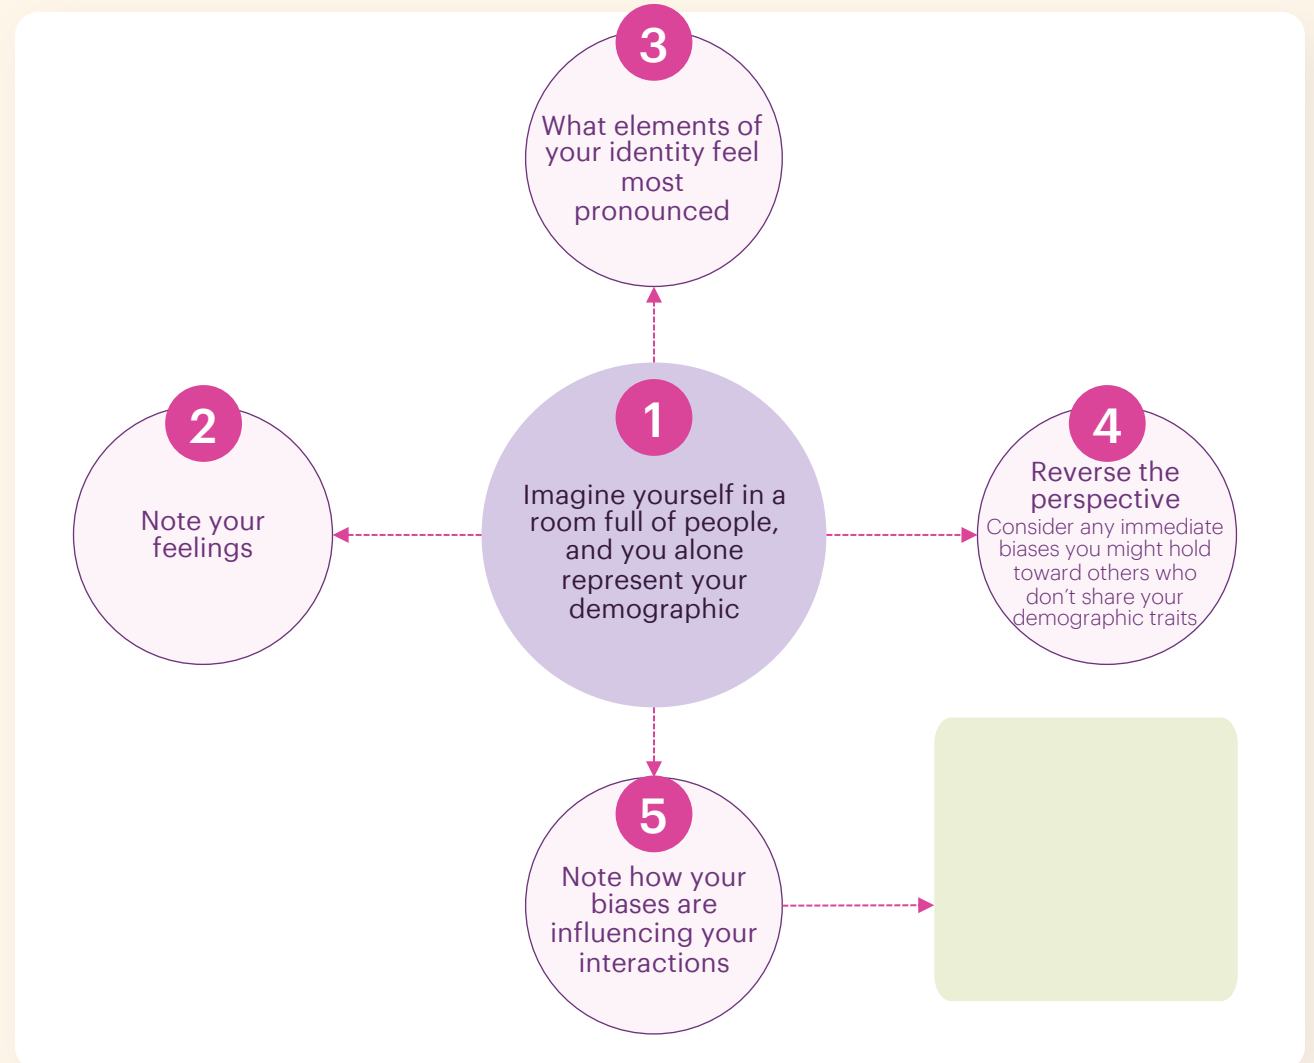 3
What elements of
your identity feel
most
pronounced
2
Note your
feelings
1
Imagine yourself in a
room full of people,
and you alone
represent your
demographic
4
Reverse the
perspective
Consider any immediate
biases you might hold
toward others who
don’t share your
demographic traits
5
Note how your
biases are
influencing your
interactions